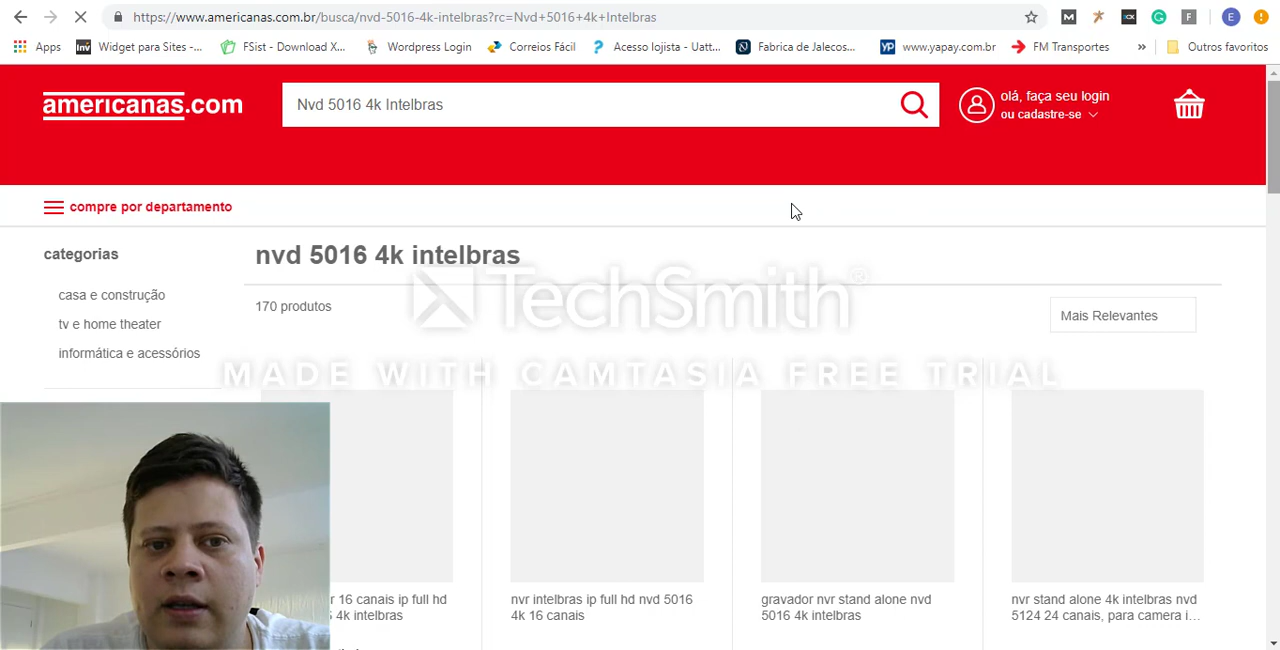 https://www.americanas.com.br/busca/nvd-5016-4k-intelbras?rc=Nvd+5016+4k+Intelbras
Apps
Widget para Sites -...
FSist - Download X...
Wordpress Login
Correios Fácil
Acesso lojista - Uatt...
Fabrica de Jalecos...
www.yapay.com.br
FM Transportes
»
Outros favoritos
americanas.com
Nvd 5016 4k Intelbras
olá, faça seu login
ou cadastre-se
compre por departamento
categorias
casa e construção
tv e home theater
informática e acessórios
nvd 5016 4k intelbras
170 produtos
Mais Relevantes
TechSmith®
MADE WITH CAMTASIA FREE TRIAL
r 16 canais ip full hd
4k intelbras
nvr intelbras ip full hd nvd 5016
4k 16 canais
gravador nvr stand alone nvd
5016 4k intelbras
nvr stand alone 4k intelbras nvd
5124 24 canais, para camera i...